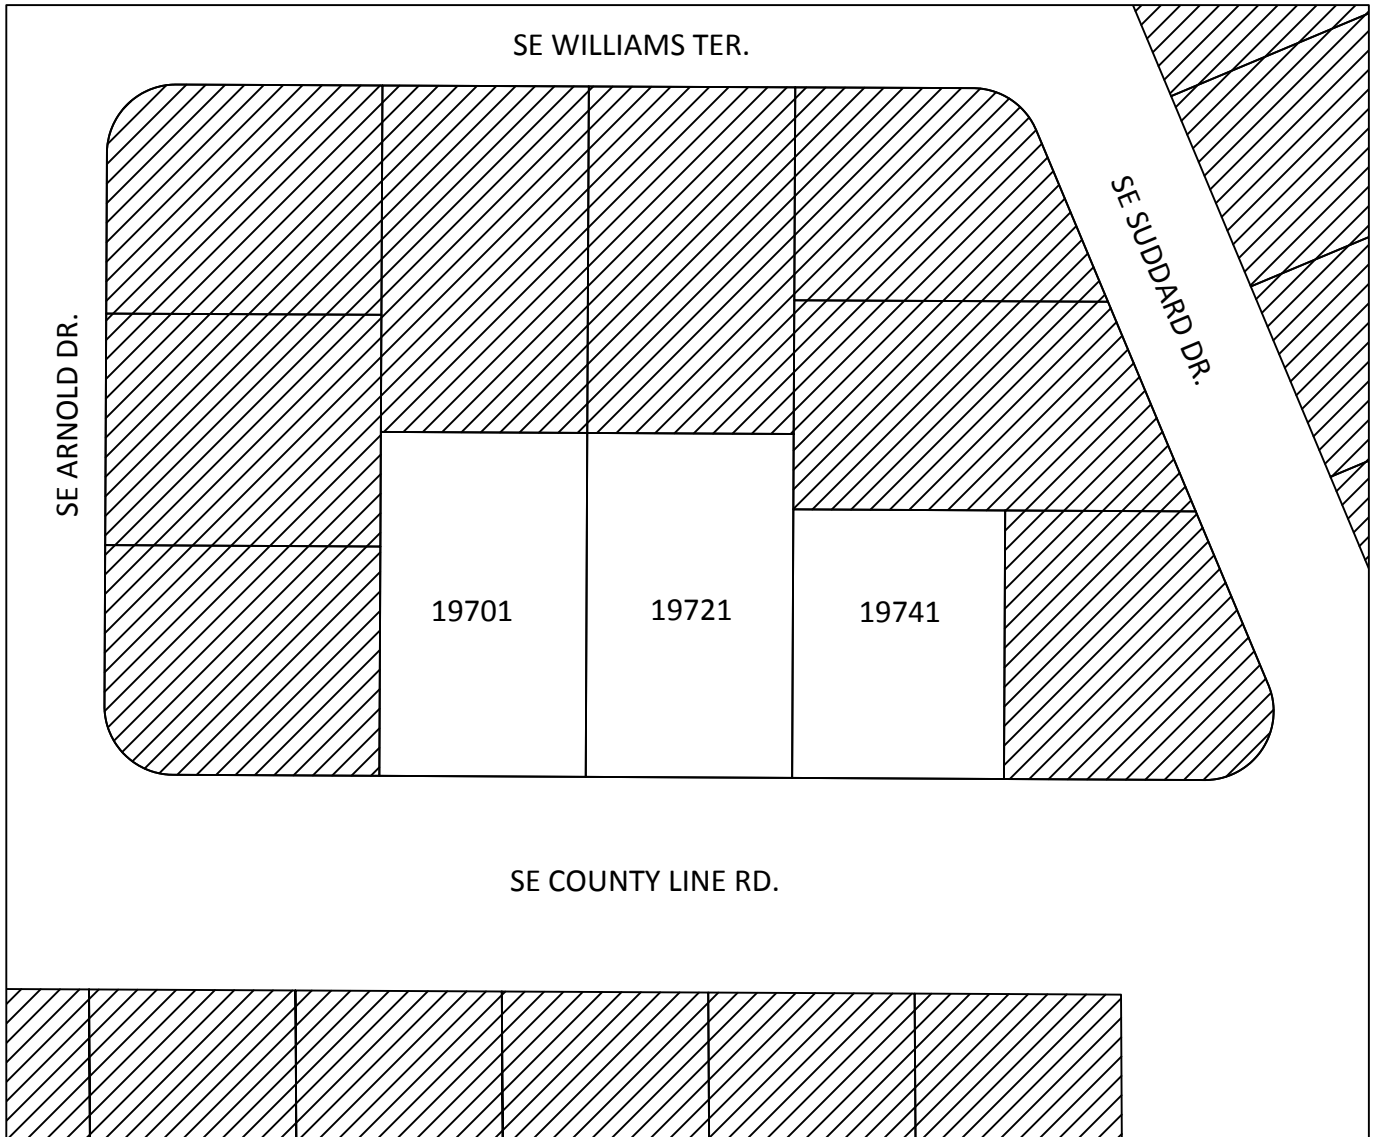 SE WILLIAMS TER.
SE SUDDARD DR.
SE ARNOLD DR.
19701
19721
19741
SE COUNTY LINE RD.